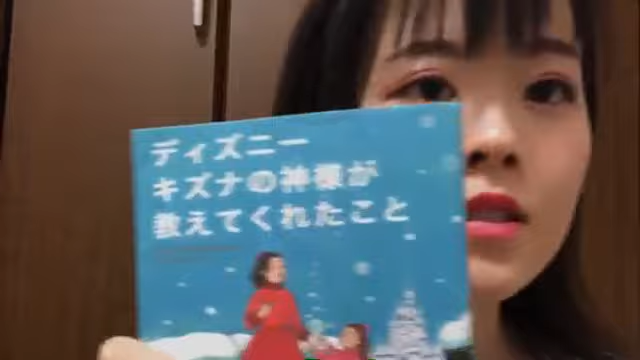 ディズニー
キズナの神様が
教えてくれたこと